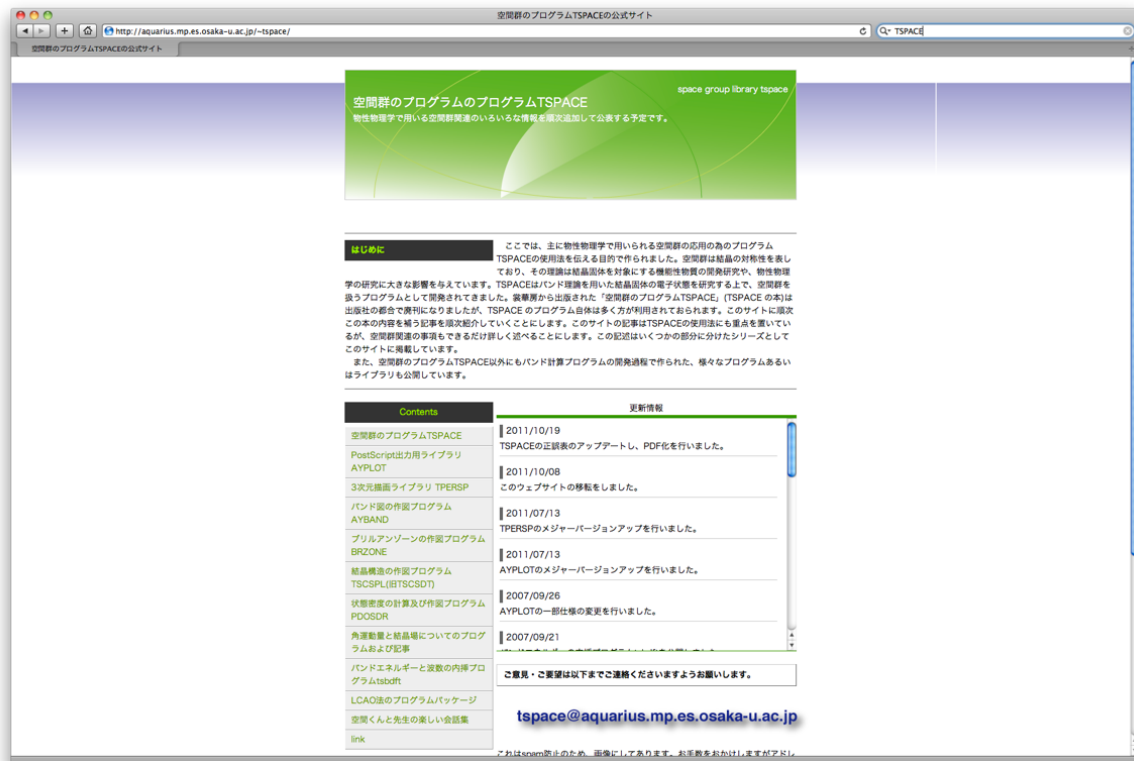 空間群のプログラムTSPACEの公式サイト
http://aquarius.mp.es.osaka-u.ac.jp/~tspace/
TSPACE
空間群のプログラムTSPACEの公式サイト
space group library tspace
空間群のプログラムのプログラムTSPACE
物性物理学で用いる空間群関連のいろいろな情報を順次追加して公表する予定です。
はじめに
ここでは、主に物性物理学で用いられる空間群の応用の為のプログラム
TSPACEの使用法を伝える目的で作られました。空間群は結晶の対称性を表し
ており、その理論は結晶固体を対象にする機能性物質の開発研究や、物性物理
学の研究に大きな影響を与えています。TSPACEはバンド理論を用いた結晶固体の電子状態を研究する上で、空間群を
扱うプログラムとして開発されてきました。裳華房から出版された「空間群のプログラムTSPACE」(TSPACE の本)は
出版社の都合で廃刊になりましたが、TSPACE のプログラム自体は多く方が利用されておられます。このサイトに順次
この本の内容を補う記事を順次紹介していくことにします。このサイトの記事はTSPACEの使用法にも重点を置いてい
るが、空間群関連の事項もできるだけ詳しく述べることにします。この記述はいくつかの部分に分けたシリーズとして
このサイトに掲載しています。
また、空間群のプログラムTSPACE以外にもバンド計算プログラムの開発過程で作られた、様々なプログラムあるい
はライブラリも公開しています。
Contents
空間群のプログラムTSPACE
PostScript出力用ライブラリ
AYPLOT
3次元描画ライブラリ TPERSP
バンド図の作図プログラム
AYBAND
ブリルアンゾーンの作図プログラム
BRZONE
結晶構造の作図プログラム
TSCSPL(旧TSCSDT)
状態密度の計算及び作図プログラム
PDOSDR
角運動量と結晶場についてのプログ
ラムおよび記事
バンドエネルギーと波数の内挿プロ
グラムtsbdft
LCAO法のプログラムパッケージ
空間くんと先生の楽しい会話集
link
更新情報
2011/10/19
TSPACEの正誤表のアップデートし、PDF化を行いました。
2011/10/08
このウェブサイトの移転をしました。
2011/07/13
TPERSPのメジャーバージョンアップを行いました。
2011/07/13
AYPLOTのメジャーバージョンアップを行いました。
2007/09/26
AYPLOTの一部仕様の変更を行いました。
2007/09/21
ご意見・ご要望は以下までご連絡くださいますようお願いします。
tspace@aquarius.mp.es.osaka-u.ac.jp
これはspam防止のため、画像にしてあります。お手数をおかけしますがアドレ